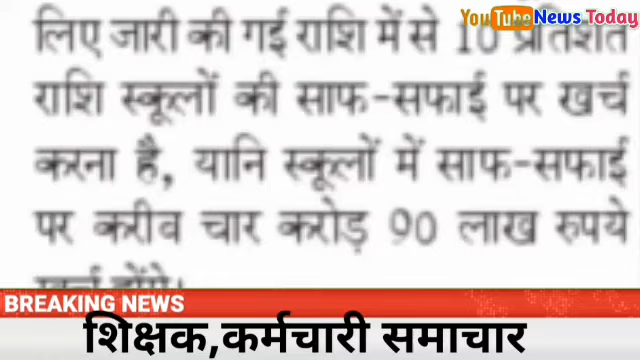 YouTube News Today
लिए जारी की गई राशि में से 10 प्रतिशत
राशि स्कूलों की साफ-सफाई पर खर्च
करना है, यानि स्कूलों में साफ-सफाई
पर करीब चार करोड़ 90 लाख रुपये
BREAKING NEWS
शिक्षक,कर्मचारी समाचार